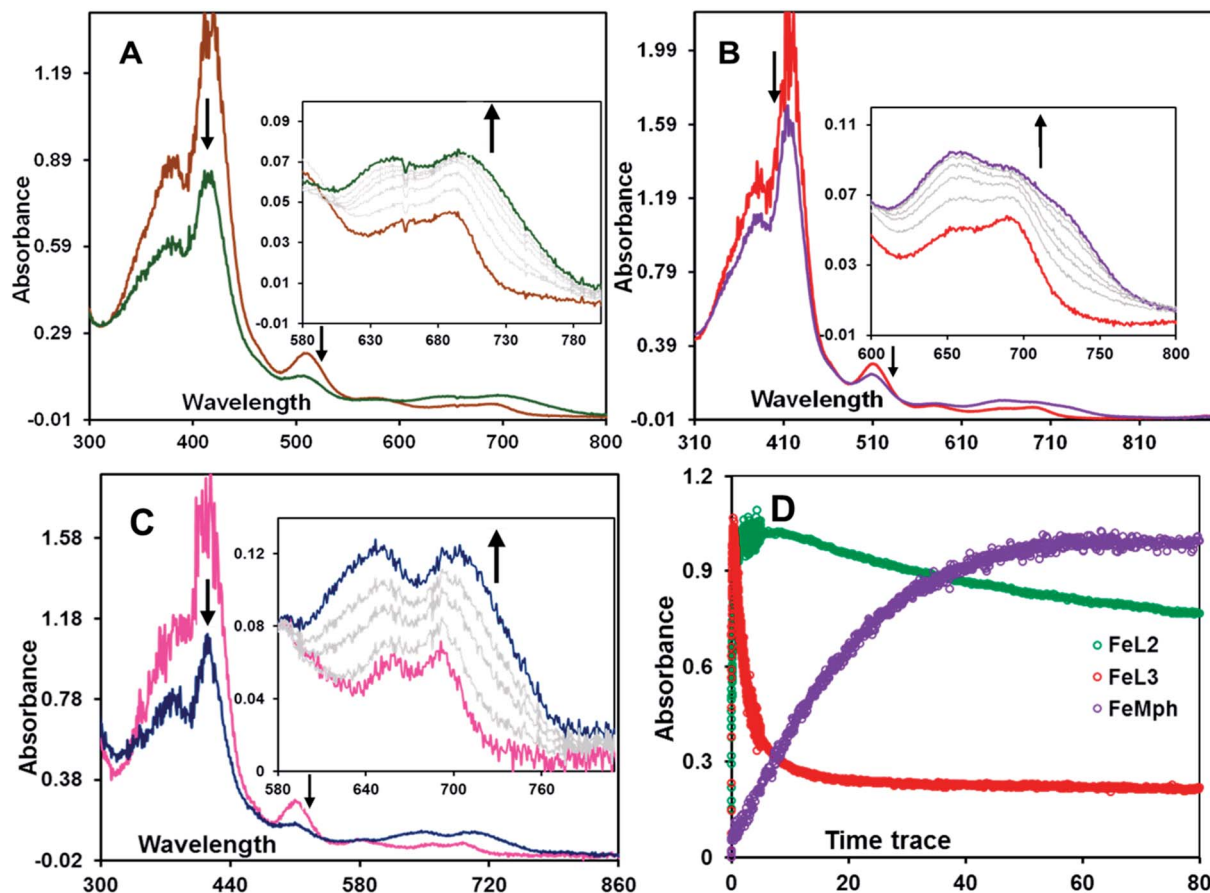 A
Absorbance
1.19
0.89
0.59
0.29
-0.01
300 400 500 600 700 800
Wavelength
0.09
0.07
0.05
0.03
0.01
-0.01
580 630 680 730 780
B
Absorbance
1.99
1.59
1.19
0.79
0.39
-0.01
310 410 510 610 710 810
Wavelength
0.11
0.07
0.03
-0.01
600 650 700 750 800
C
Absorbance
1.58
1.18
0.78
0.38
-0.02
300 440 580 720 860
Wavelength
0.12
0.08
0.04
0
580 640 700 760
D
Absorbance
1.2
0.9
0.6
0.3
0
0 20 40 60 80
Time trace
FeL2
FeL3
FeMph